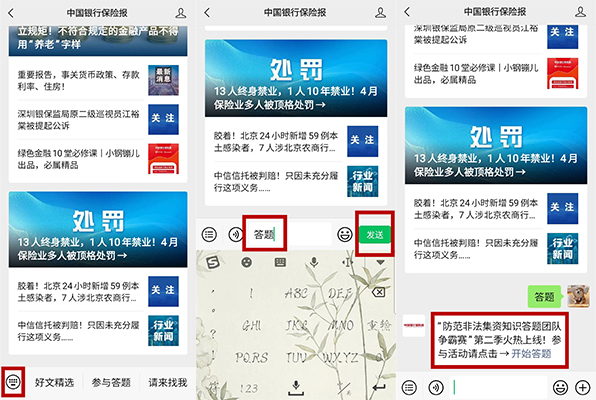 中国银行保险报
立规矩！不符合规定的金融产品不得
用“养老”字样
重要报告，事关货币政策、存款
利率、住房！
最新
消息
深圳银保监局原二级巡视员江裕
棠被提起公诉
关注
绿色金融10堂必修课｜小钢镚儿
出品，必属精品
处罚
13人终身禁业，1人10年禁业！4月
保险业多人被顶格处罚→
胶着！北京24小时新增59例本
土感染者，7人涉北京农商行...
关注
中信信托被判赔！只因未充分履
行这项义务......
行业
新闻
好文精选
参与答题
请来找我
中国银行保险报
处罚
13人终身禁业，1人10年禁业！4月
保险业多人被顶格处罚→
胶着！北京24小时新增59例本
土感染者，7人涉北京农商行...
关注
中信信托被判赔！只因未充分履
行这项义务......
行业
新闻
答题
发送
ABC
DEF
GHI
JKL
MNO
重输
PQRS
TUV
WXYZ
0
符
123
中国银行保险报
棠被提起公诉
关注
绿色金融10堂必修课｜小钢镚儿
出品，必属精品
处罚
13人终身禁业，1人10年禁业！4月
保险业多人被顶格处罚→
胶着！北京24小时新增59例本
土感染者，7人涉北京农商行...
关注
中信信托被判赔！只因未充分履
行这项义务......
行业
新闻
答题
“防范非法集资知识答题团队
争霸赛”第二季火热上线！参
与活动请点击→开始答题